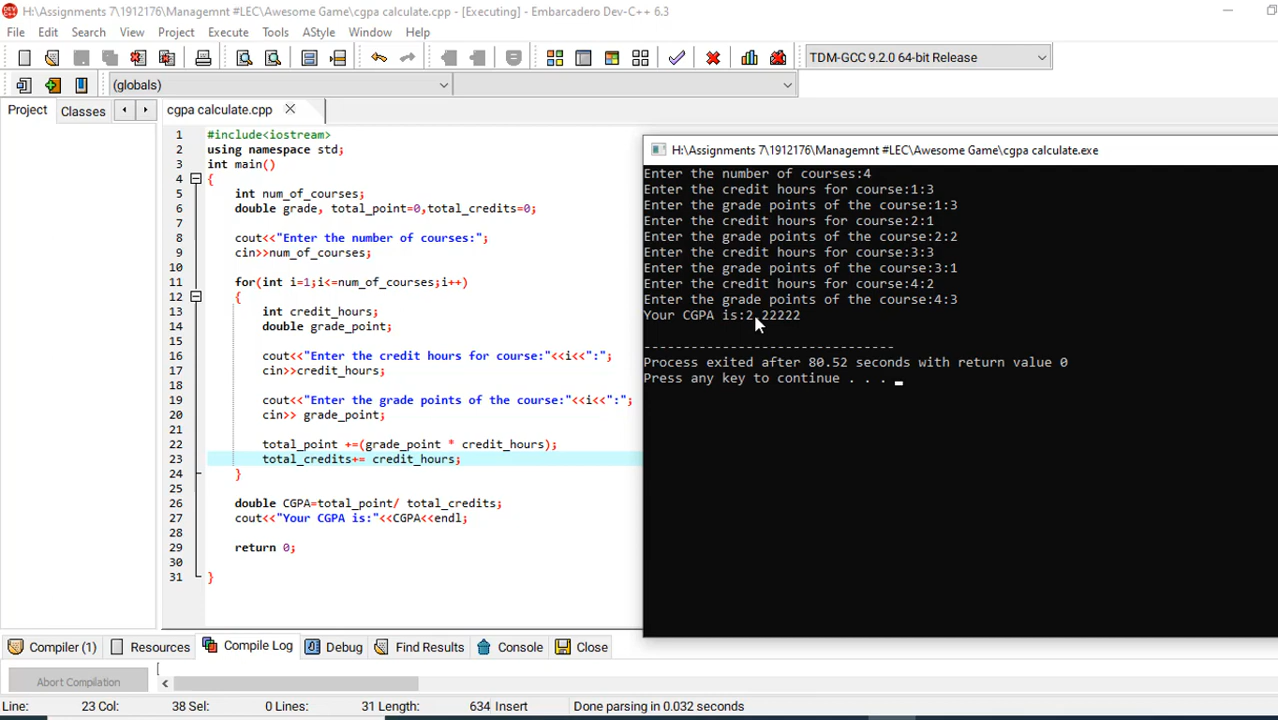 H:\Assignments 7\1912176\Managemnt #LEC\Awesome Game\cgpa calculate.cpp - [Executing] - Embarcadero Dev-C++ 6.3
File Edit Search View Project Execute Tools AStyle Window Help
TDM-GCC 9.2.0 64-bit Release
(globals)
Project Classes cgpa calculate.cpp
1 #include<iostream>
2 using namespace std;
3 int main()
4 {
5 int num_of_courses;
6 double grade, total_point=0,total_credits=0;
7
8 cout<<"Enter the number of courses:";
9 cin>>num_of_courses;
10
11 for(int i=1;i<=num_of_courses;i++)
12 {
13 int credit_hours;
14 double grade_point;
15
16 cout<<"Enter the credit hours for course:"<<i<<":";
17 cin>>credit_hours;
18
19 cout<<"Enter the grade points of the course:"<<i<<":";
20 cin>> grade_point;
21
22 total_point +=(grade_point * credit_hours);
23 total_credits+= credit_hours;
24 }
25
26 double CGPA=total_point/ total_credits;
27 cout<<"Your CGPA is:"<<CGPA<<endl;
28
29 return 0;
30
31 }
H:\Assignments 7\1912176\Managemnt #LEC\Awesome Game\cgpa calculate.exe
Enter the number of courses:4
Enter the credit hours for course:1:3
Enter the grade points of the course:1:3
Enter the credit hours for course:2:1
Enter the grade points of the course:2:2
Enter the credit hours for course:3:3
Enter the grade points of the course:3:1
Enter the credit hours for course:4:2
Enter the grade points of the course:4:3
Your CGPA is:2.22222
--------------------------------
Process exited after 80.52 seconds with return value 0
Press any key to continue . . .
Compiler (1) Resources Compile Log Debug Find Results Console Close
Abort Compilation
Line: 23 Col: 38 Sel: 0 Lines: 31 Length: 634 Insert Done parsing in 0.032 seconds